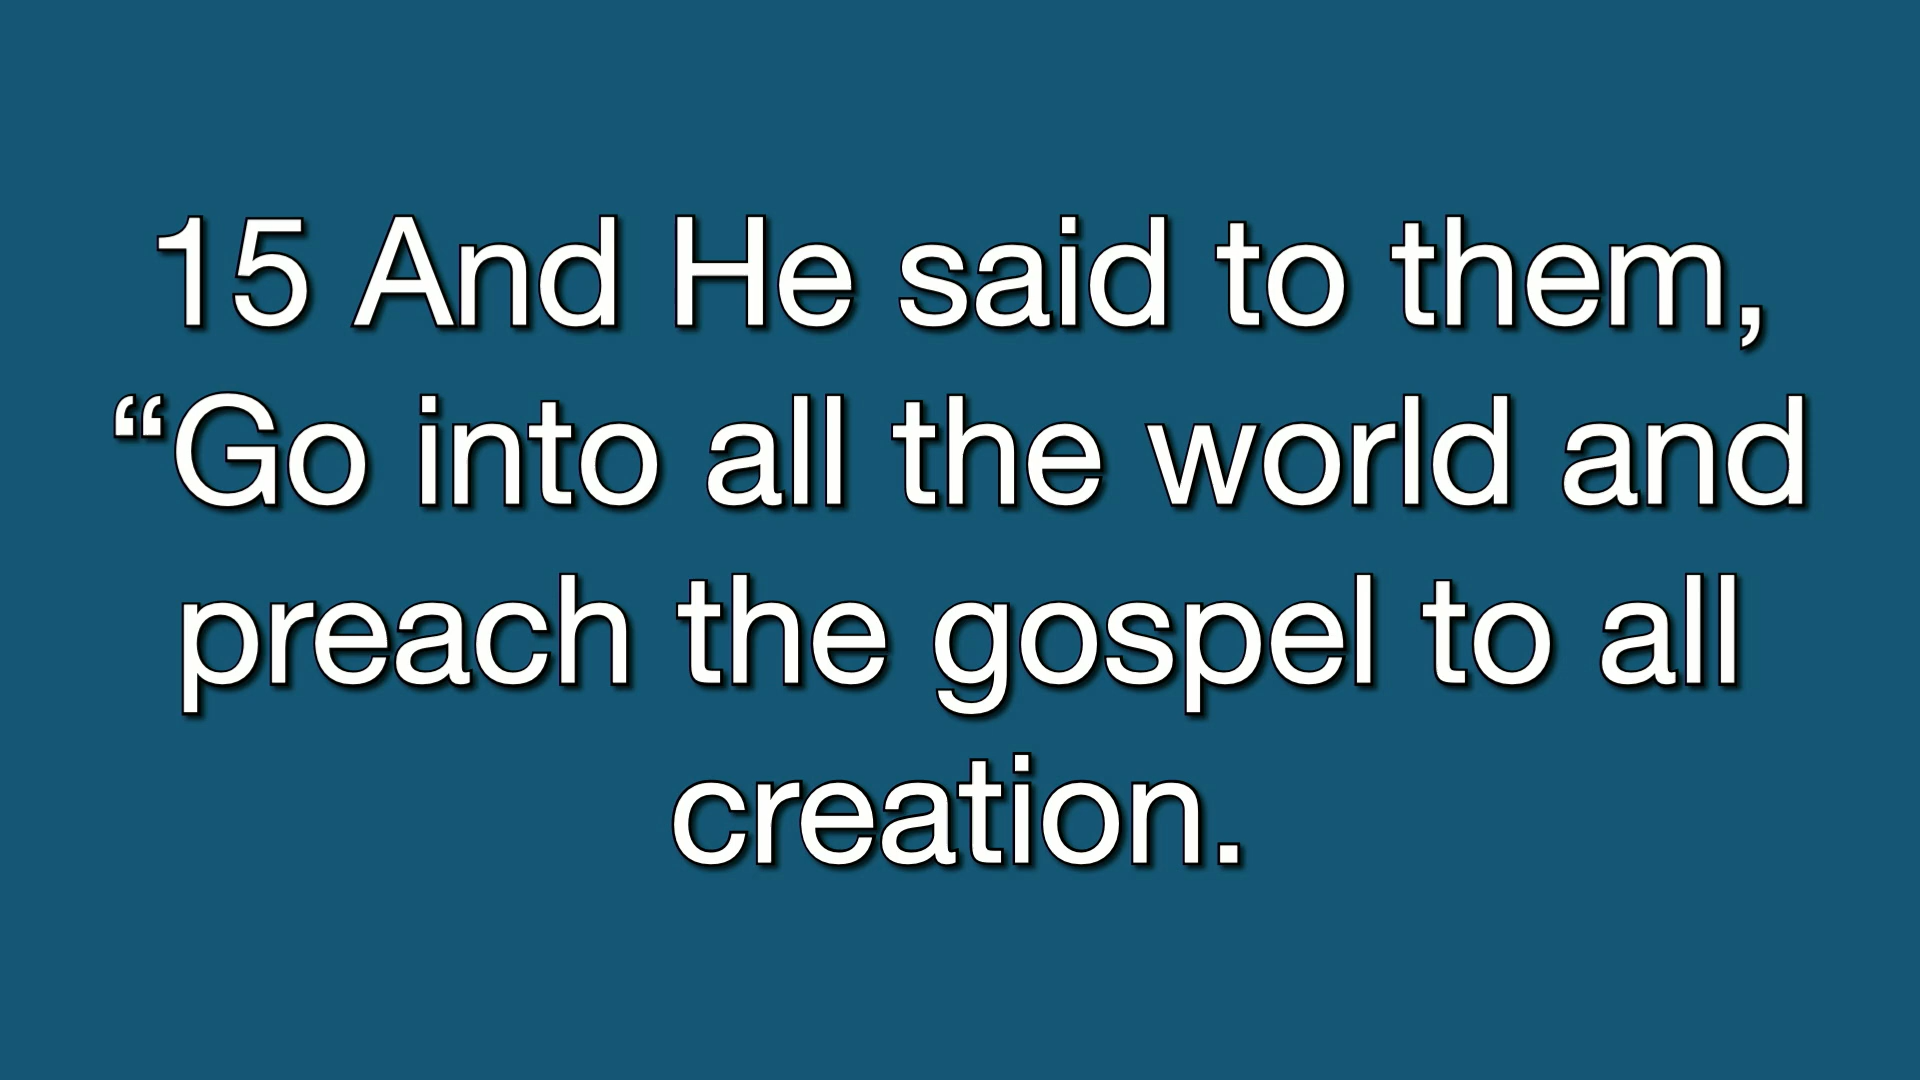 15 And He said to them,
“Go into all the world and
preach the gospel to all
creation.